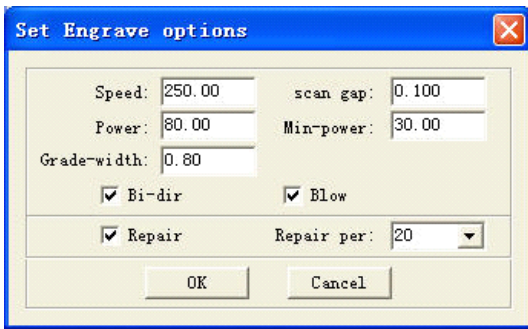 Set Engrave options
Speed: 250.00 scan gap: 0.100
Power: 80.00 Min-power: 30.00
Grade-width: 0.80
Bi-dir Blow
Repair Repair per: 20
OK Cancel